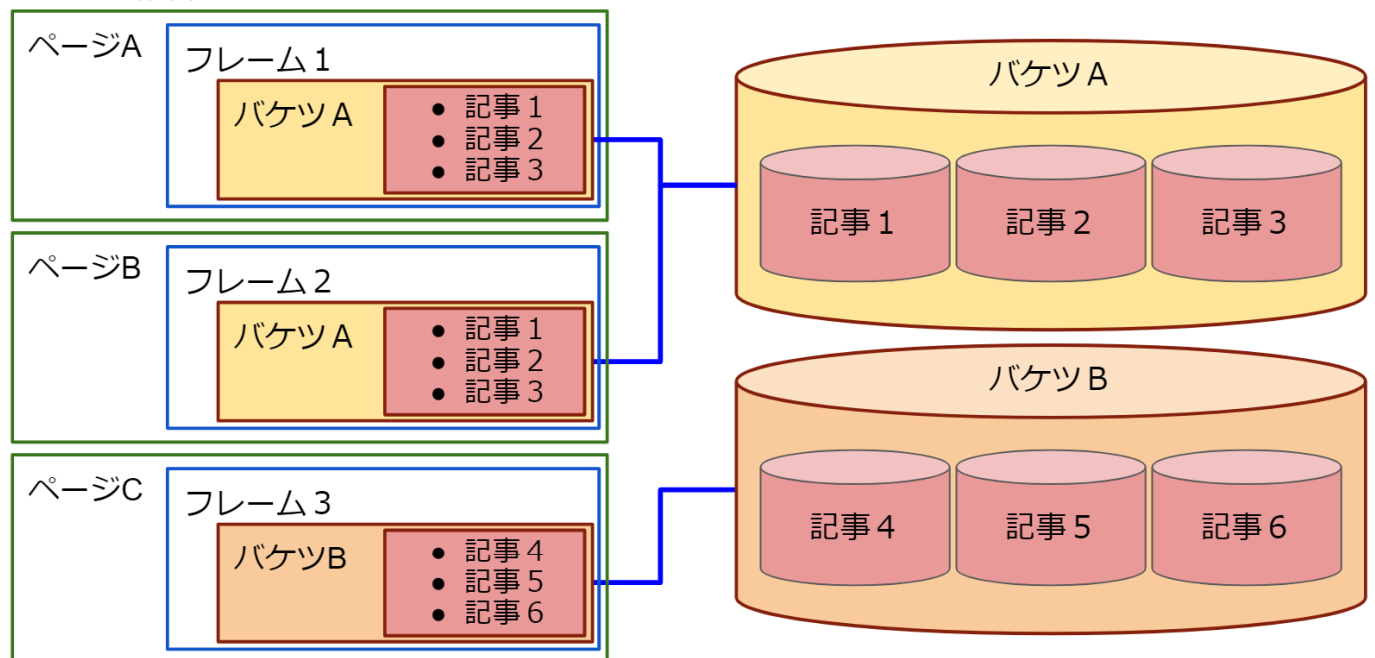 ページA
フレーム１
バケツA
● 記事１
● 記事２
● 記事３
ページB
フレーム２
バケツA
● 記事１
● 記事２
● 記事３
ページC
フレーム３
バケツB
● 記事４
● 記事５
● 記事６
バケツA
記事１
記事２
記事３
バケツB
記事４
記事５
記事６